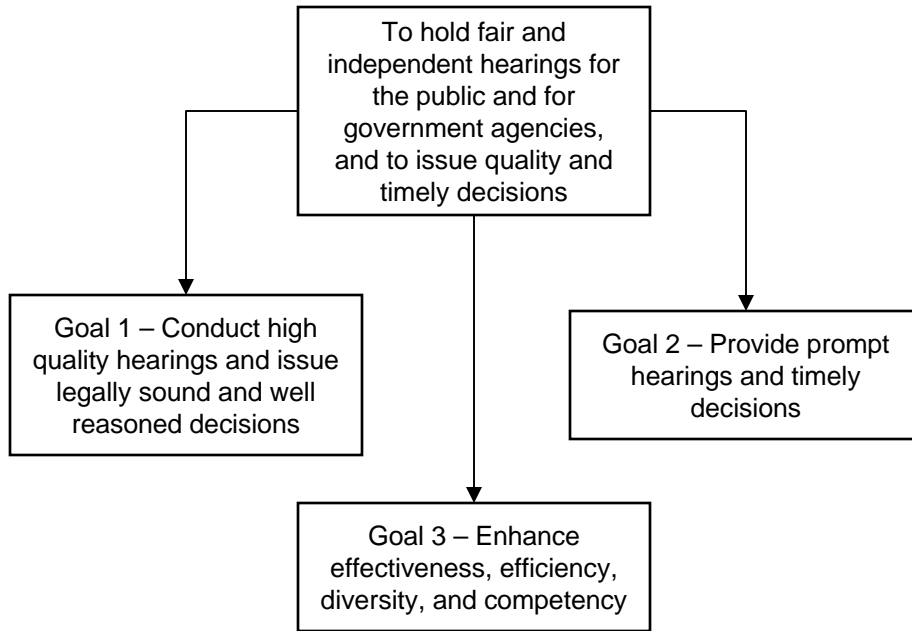 To hold fair and
independent hearings for
the public and for
government agencies,
and to issue quality and
timely decisions
Goal 1 – Conduct high
quality hearings and issue
legally sound and well
reasoned decisions
Goal 2 – Provide prompt
hearings and timely
decisions
Goal 3 – Enhance
effectiveness, efficiency,
diversity, and competency